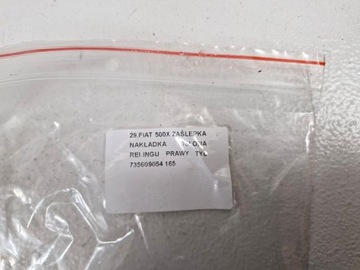 29.FIAT 500X ZAŚLEPKA
NAKŁADKA
RELINGU PRAWY TYŁ
735609054 165